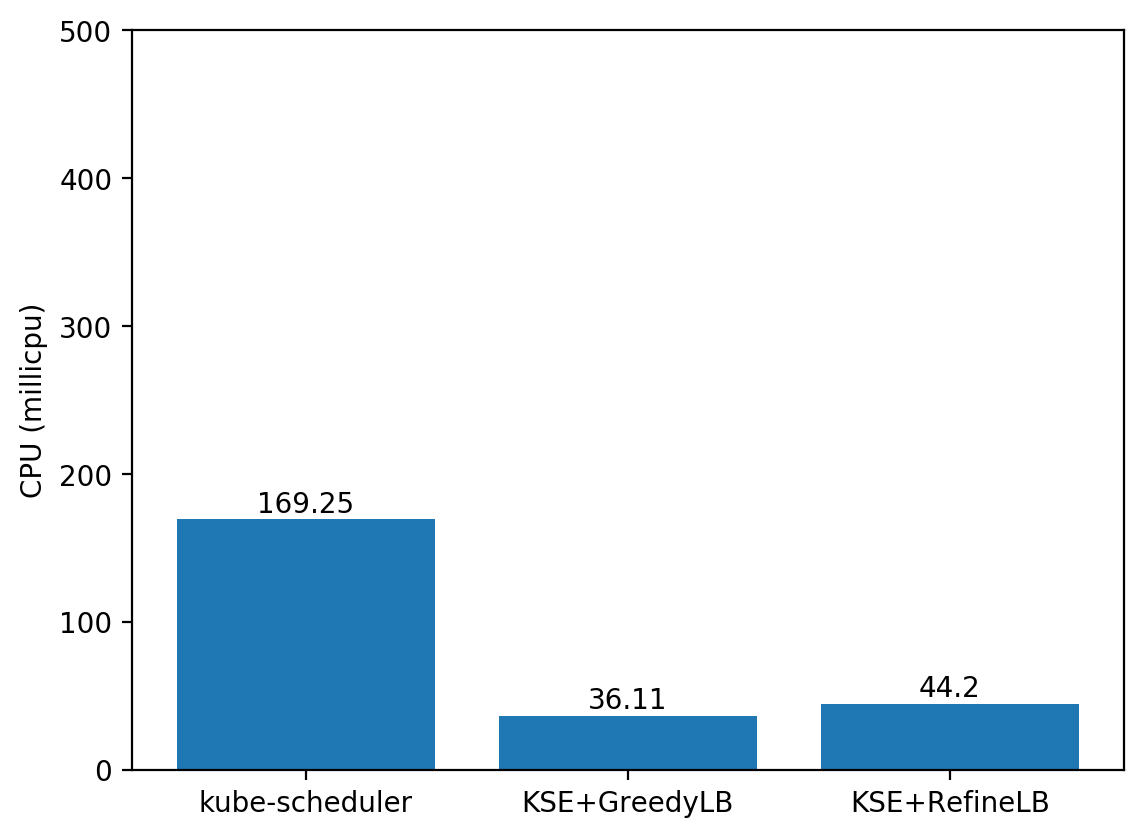 500
400
300
200
100
0
CPU (millicpu)
169.25
36.11
44.2
kube-scheduler
KSE+GreedyLB
KSE+RefineLB